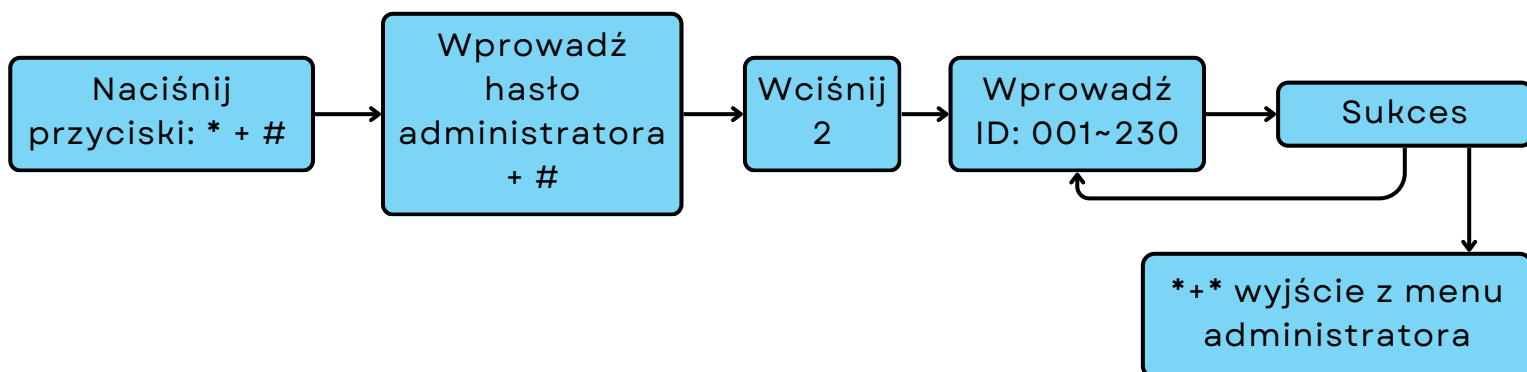 Naciśnij
przyciski: * + #
Wprowadź
hasło
administratora
+ #
Wciśnij
2
Wprowadź
ID: 001~230
Sukces
*+* wyjście z menu
administratora